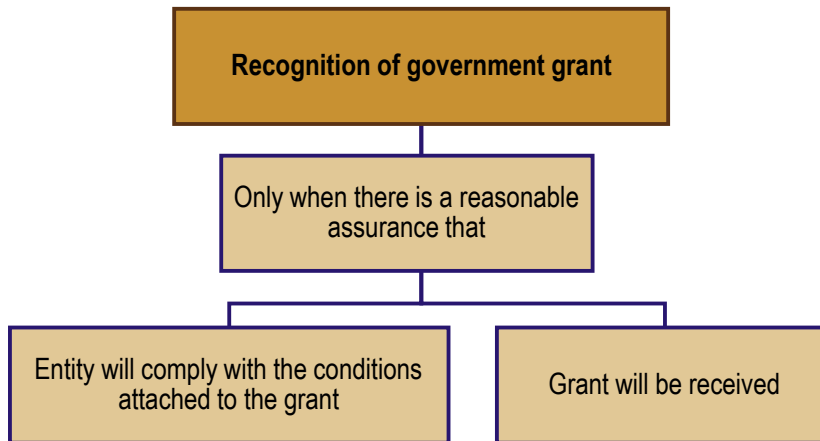 Recognition of government grant
Only when there is a reasonable
assurance that
Entity will comply with the conditions
attached to the grant
Grant will be received